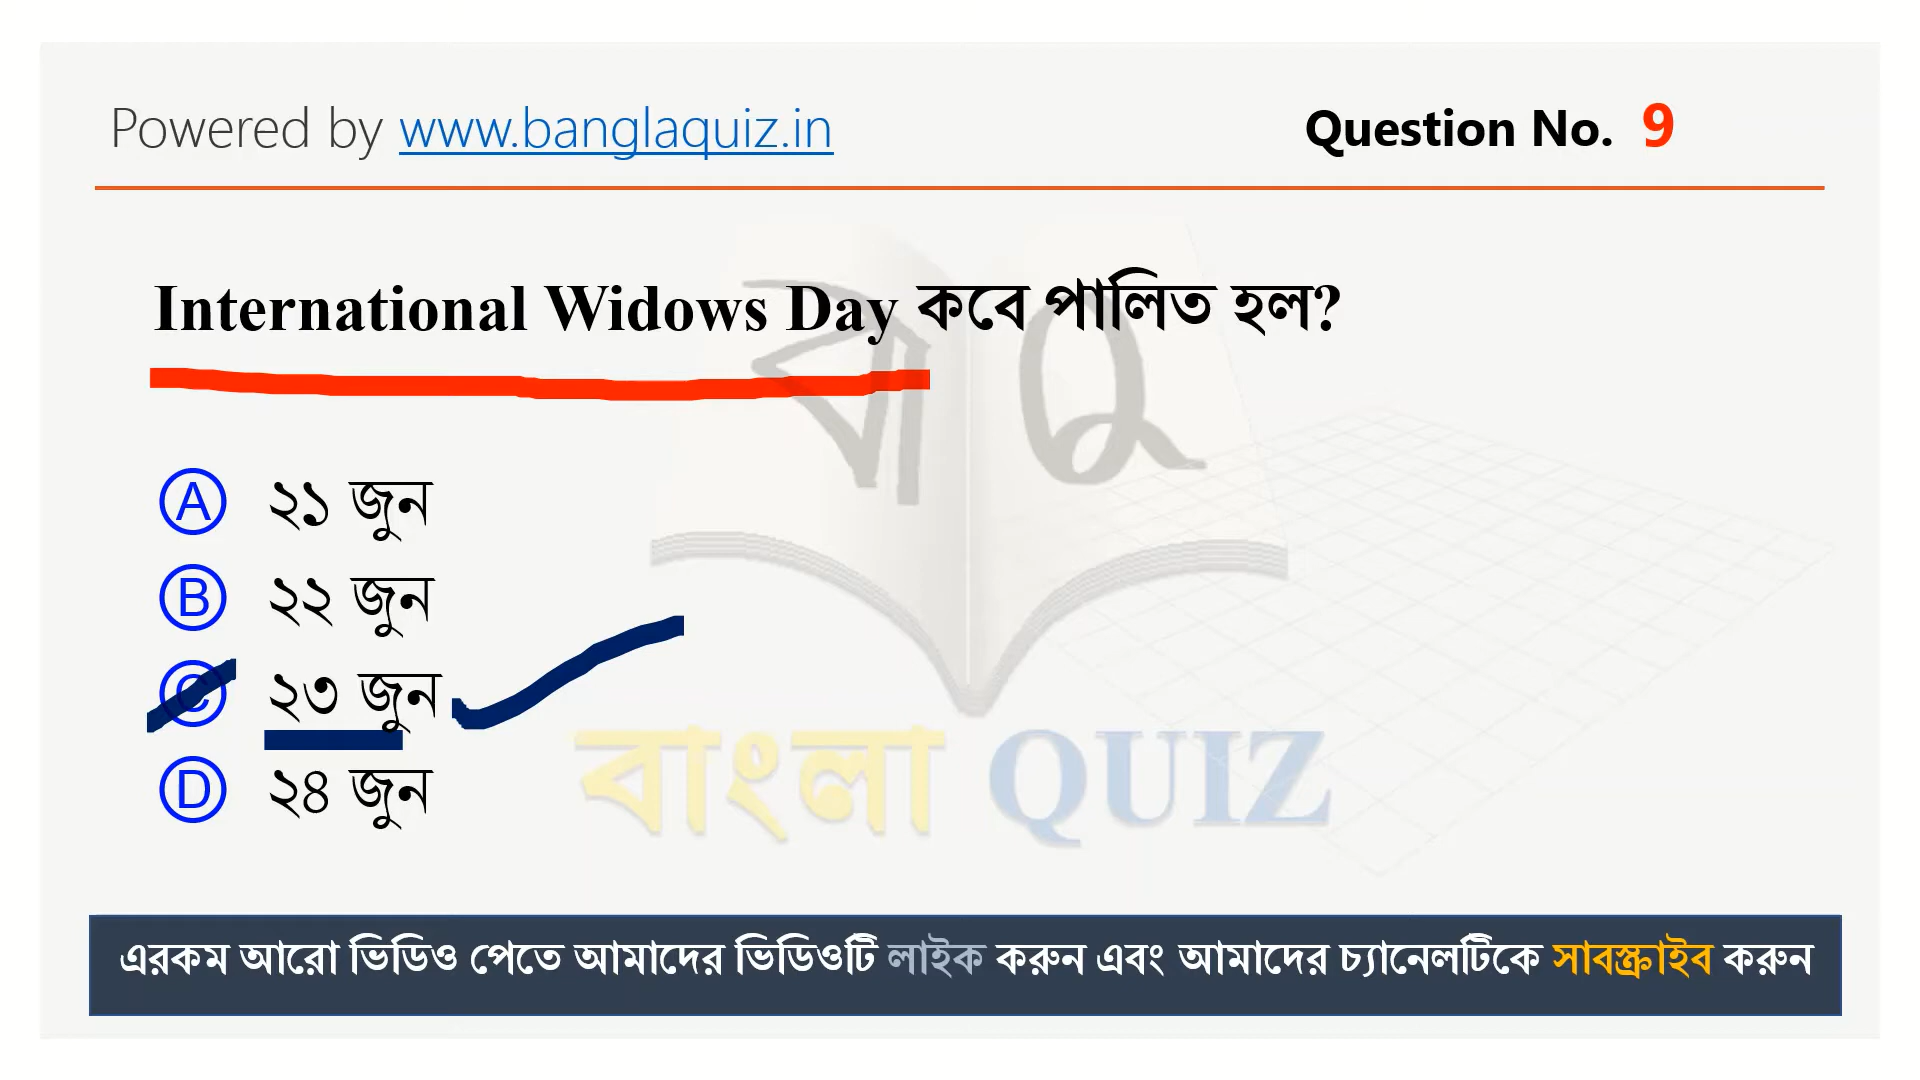 Powered by www.banglaquiz.in
Question No. 9
International Widows Day কবে পালিত হল?
A ২১ জুন
B ২২ জুন
C ২৩ জুন
D ২৪ জুন
বা Q
বাংলা QUIZ
এরকম আরো ভিডিও পেতে আমাদের ভিডিওটি লাইক করুন এবং আমাদের চ্যানেলটিকে সাবস্ক্রাইব করুন